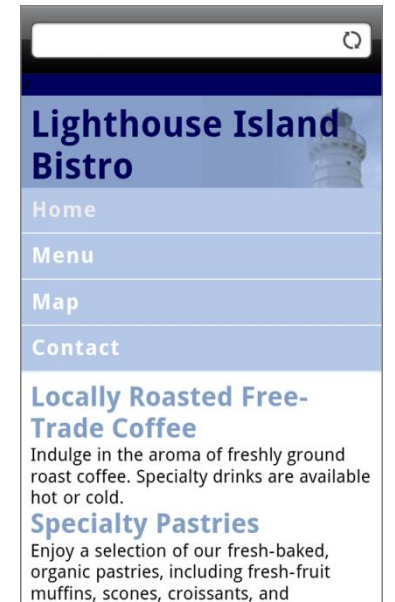 Lighthouse Island
Bistro
Home
Menu
Map
Contact
Locally Roasted Free-
Trade Coffee
Indulge in the aroma of freshly ground
roast coffee. Specialty drinks are available
hot or cold.
Specialty Pastries
Enjoy a selection of our fresh-baked,
organic pastries, including fresh-fruit
muffins, scones, croissants, and